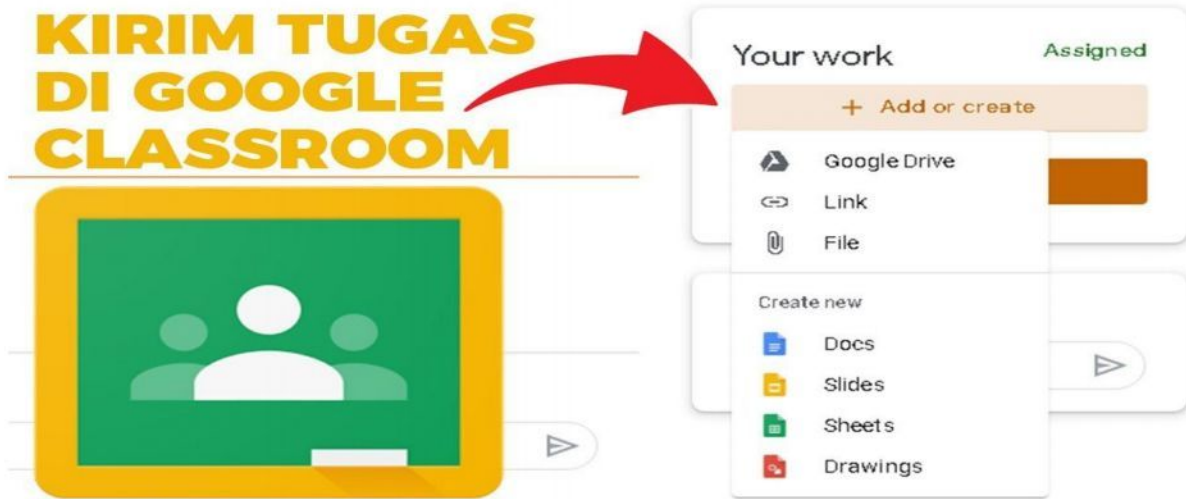 KIRIM TUGAS
DI GOOGLE
CLASSROOM
Your work
Assigned
+ Add or create
Google Drive
Link
File
Create new
Docs
Slides
Sheets
Drawings